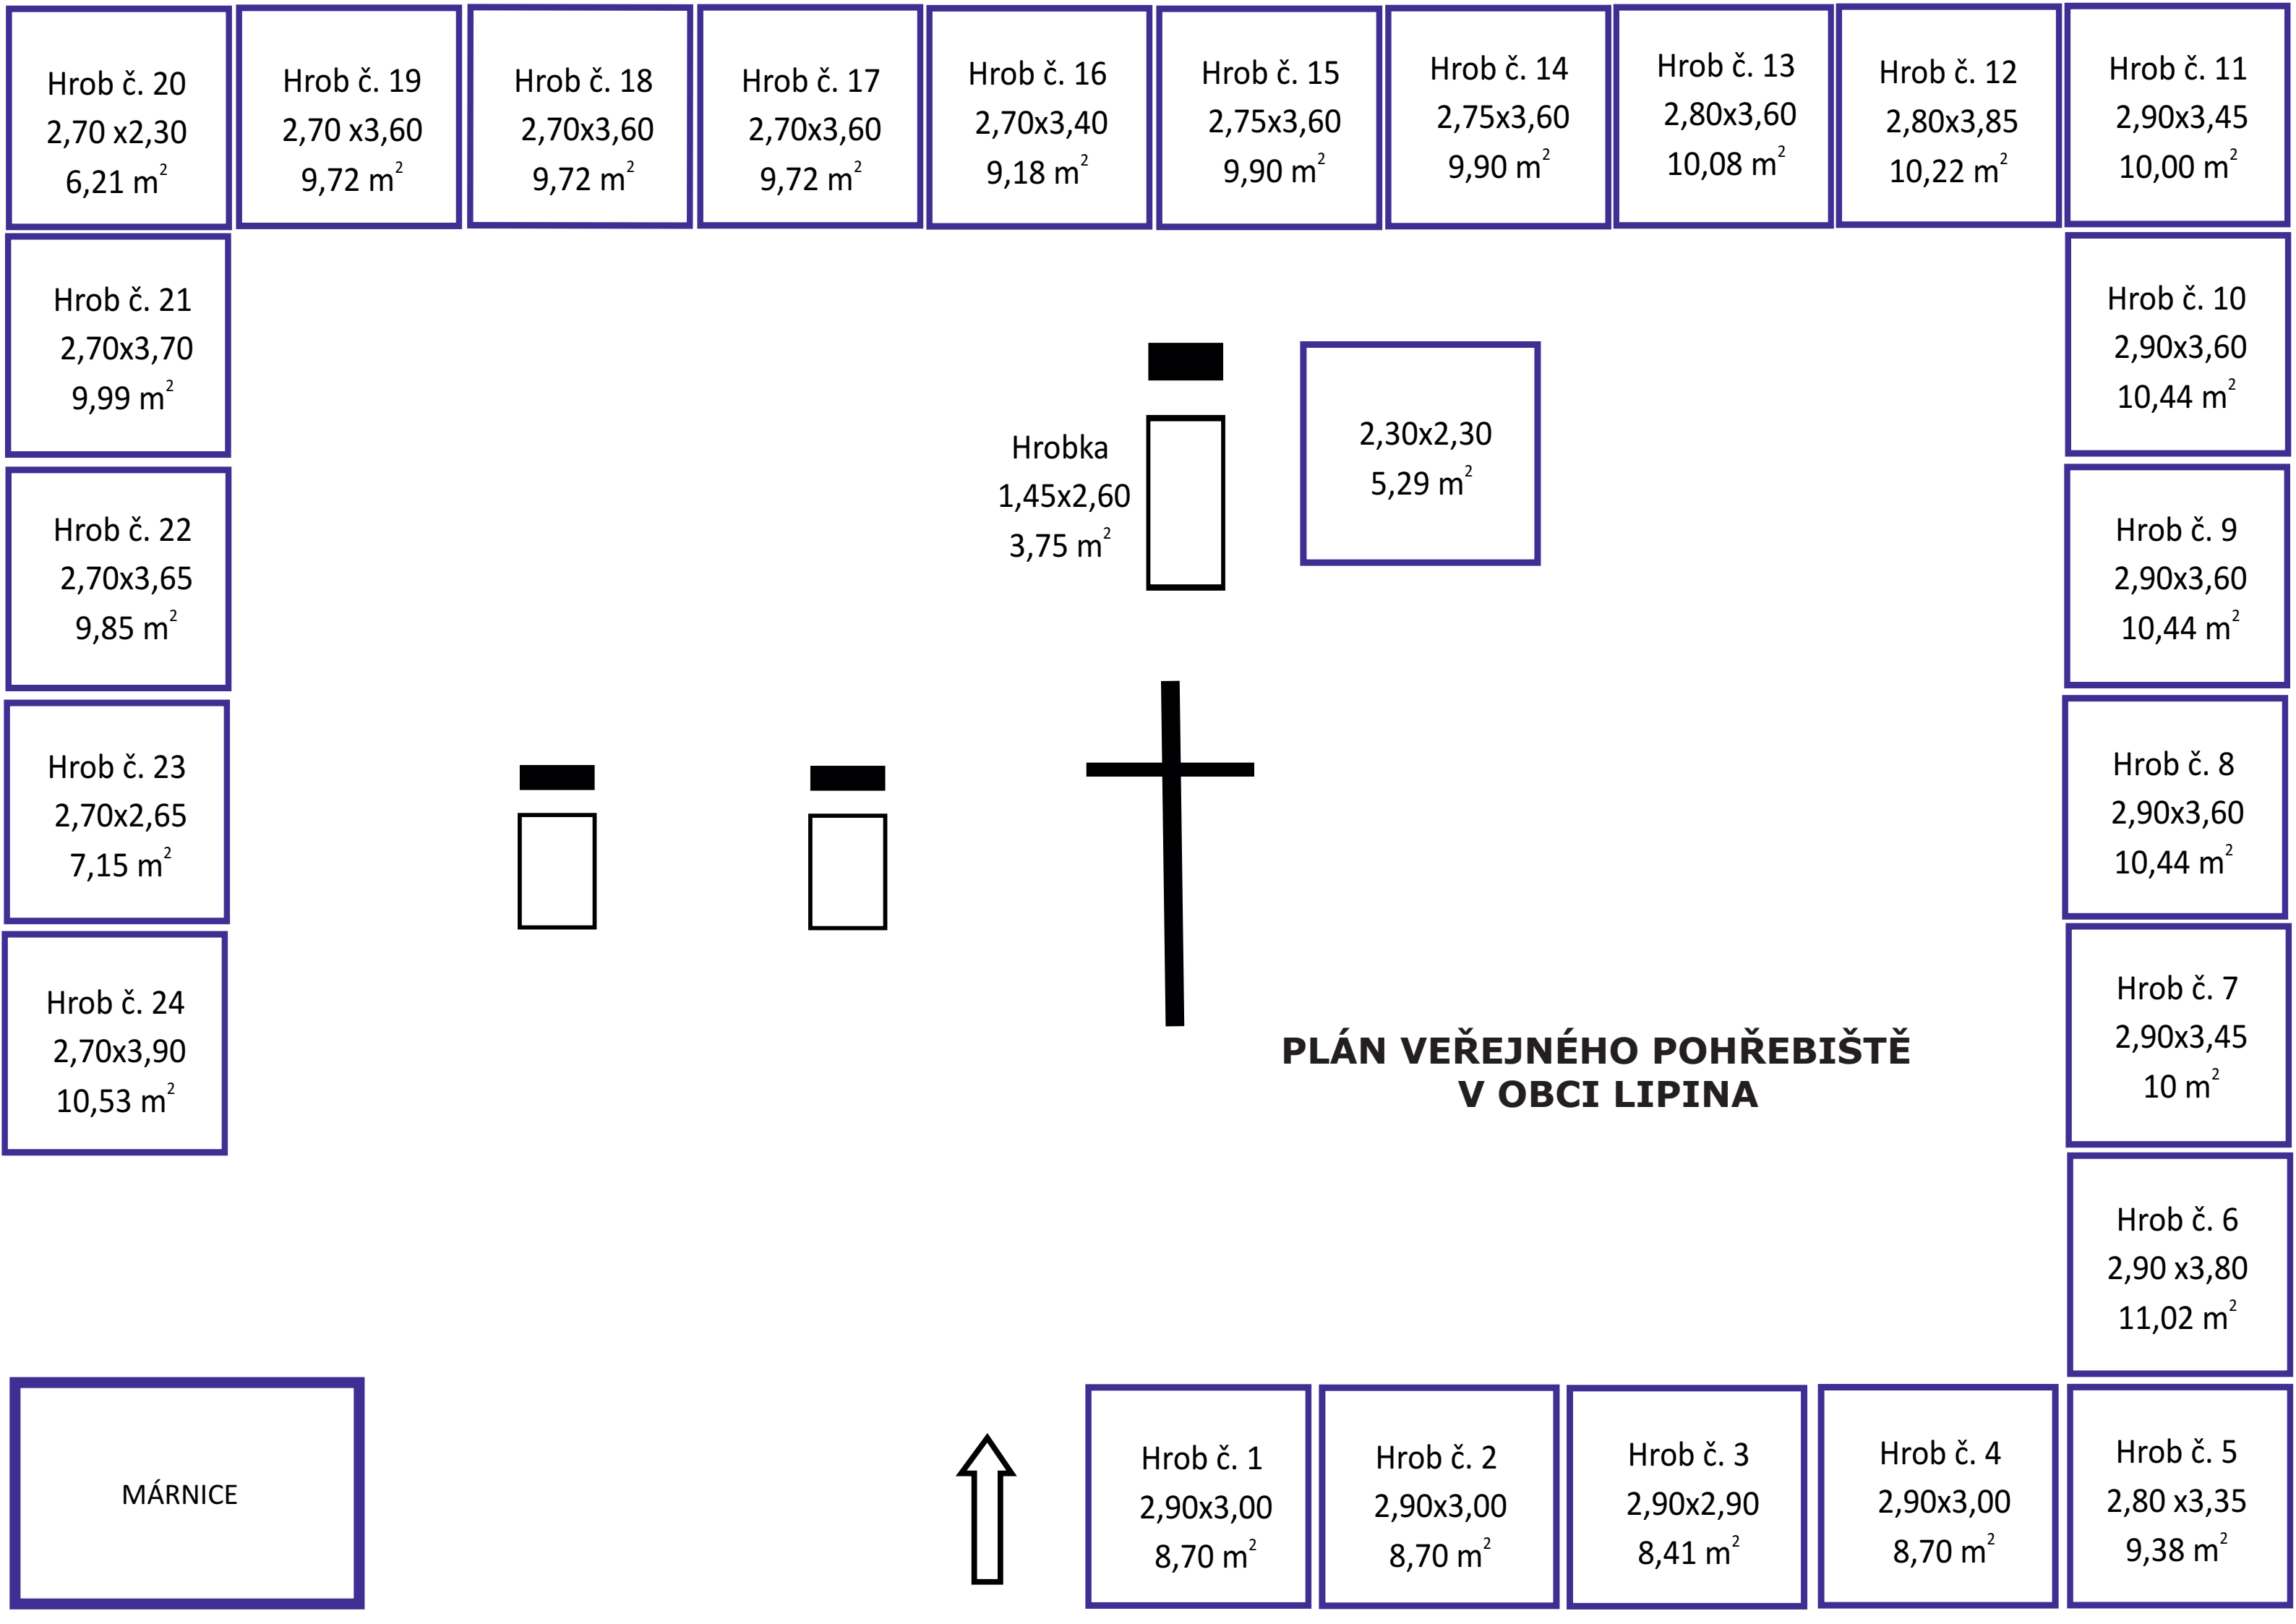 Hrob č. 20
2,70 x2,30
6,21 m²
Hrob č. 19
2,70 x3,60
9,72 m²
Hrob č. 18
2,70x3,60
9,72 m²
Hrob č. 17
2,70x3,60
9,72 m²
Hrob č. 16
2,70x3,40
9,18 m²
Hrob č. 15
2,75x3,60
9,90 m²
Hrob č. 14
2,75x3,60
9,90 m²
Hrob č. 13
2,80x3,60
10,08 m²
Hrob č. 12
2,80x3,85
10,22 m²
Hrob č. 11
2,90x3,45
10,00 m²
Hrob č. 21
2,70x3,70
9,99 m²
Hrob č. 10
2,90x3,60
10,44 m²
Hrobka
1,45x2,60
3,75 m²
2,30x2,30
5,29 m²
Hrob č. 22
2,70x3,65
9,85 m²
Hrob č. 9
2,90x3,60
10,44 m²
Hrob č. 23
2,70x2,65
7,15 m²
Hrob č. 8
2,90x3,60
10,44 m²
Hrob č. 24
2,70x3,90
10,53 m²
Hrob č. 7
2,90x3,45
10 m²
PLÁN VEŘEJNÉHO POHŘEBIŠTĚ
V OBCI LIPINA
Hrob č. 6
2,90 x3,80
11,02 m²
MÁRNICE
Hrob č. 1
2,90x3,00
8,70 m²
Hrob č. 2
2,90x3,00
8,70 m²
Hrob č. 3
2,90x2,90
8,41 m²
Hrob č. 4
2,90x3,00
8,70 m²
Hrob č. 5
2,80 x3,35
9,38 m²